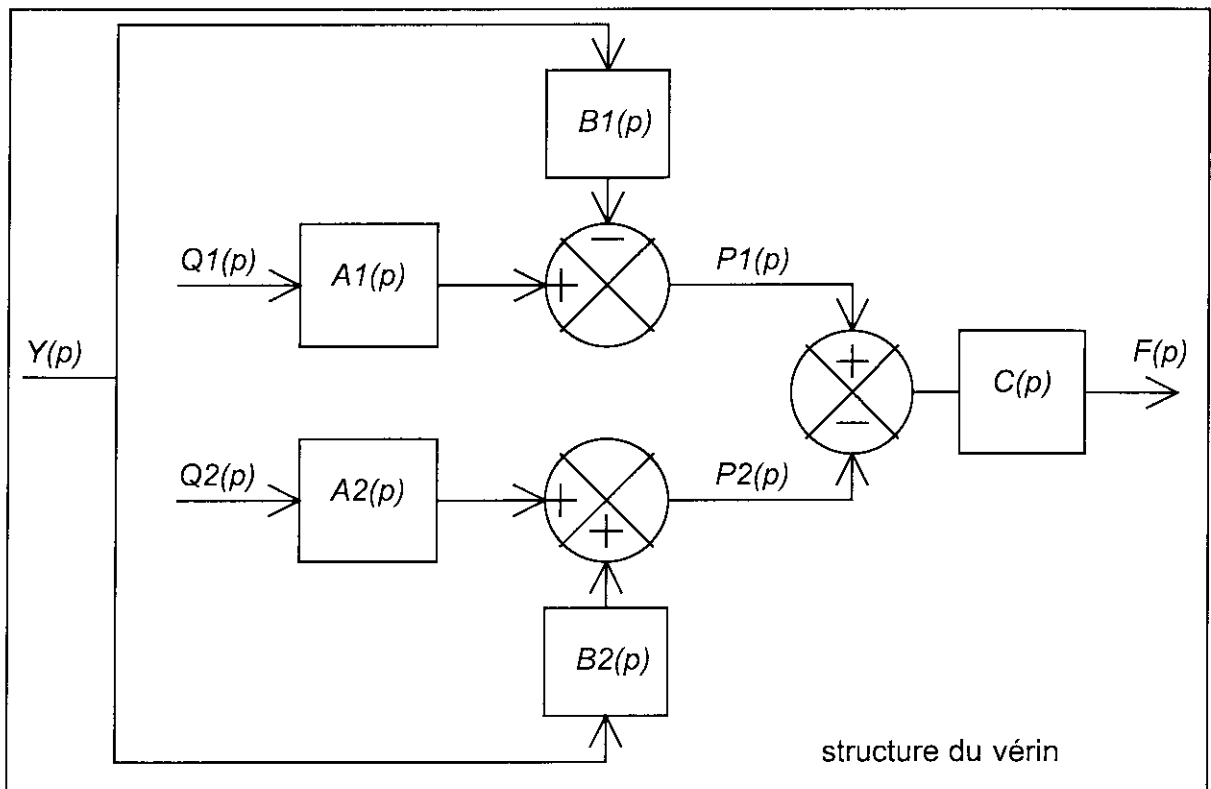 B1(p)
Q1(p)
A1(p)
P1(p)
Y(p)
C(p)
F(p)
Q2(p)
A2(p)
P2(p)
B2(p)
structure du vérin